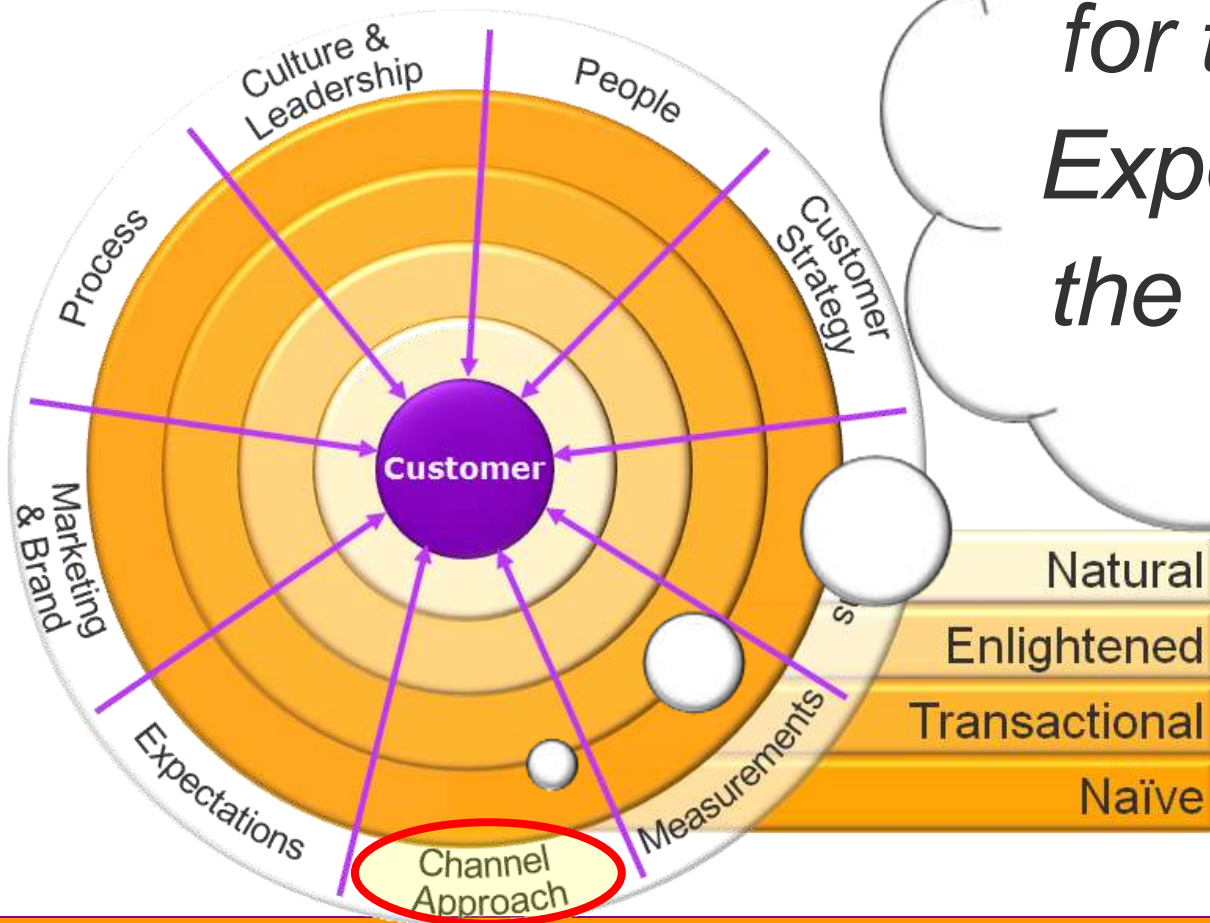 for t
Expe
the
Culture &
Leadership
People
Customer
Strategy
Process
Customer
Marketing
& Brand
Expectations
Channel
Approach
Measurements
Natural
Enlightened
Transactional
Naïve